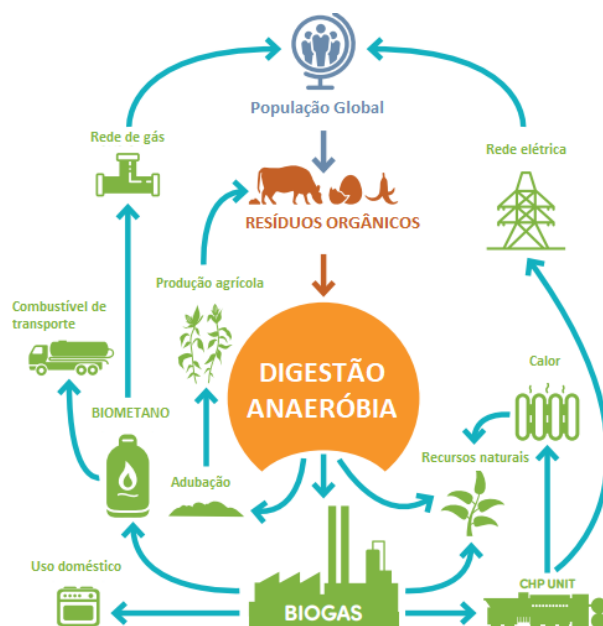 População Global
Rede de gás
Rede elétrica
RESÍDUOS ORGÂNICOS
Produção agrícola
Combustível de
transporte
DIGESTÃO
ANAERÓBIA
Calor
BIOMETANO
Recursos naturais
Adubação
Uso doméstico
BIOGAS
CHP UNIT